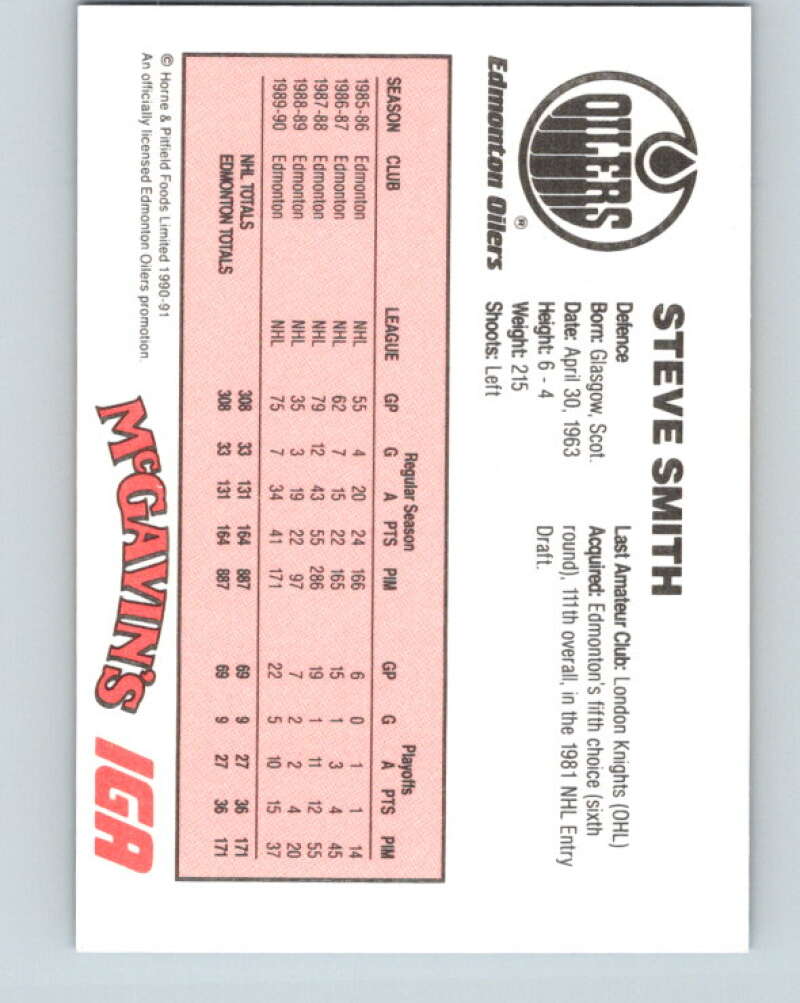 OILERS
Edmonton Oilers ®
STEVE SMITH
Defence
Born: Glasgow, Scot.
Date: April 30, 1963
Height: 6 - 4
Weight: 215
Shoots: Left
Last Amateur Club: London Knights (OHL)
Acquired: Edmonton's fifth choice (sixth
round), 111th overall, in the 1981 NHL Entry
Draft.
Regular Season Playoffs
SEASON CLUB LEAGUE GP G A PTS PIM GP G A PTS PIM
1985-86 Edmonton NHL 55 4 20 24 166 6 0 1 1 14
1986-87 Edmonton NHL 62 7 15 22 165 15 1 3 4 45
1987-88 Edmonton NHL 79 12 43 55 286 19 1 11 12 55
1988-89 Edmonton NHL 35 3 19 22 97 7 2 2 4 20
1989-90 Edmonton NHL 75 7 34 41 171 22 5 10 15 37
NHL TOTALS 308 33 131 164 887 69 9 27 36 171
EDMONTON TOTALS 308 33 131 164 887 69 9 27 36 171
© Horne & Pitfield Foods Limited 1990-91
An officially licensed Edmonton Oilers promotion.
McGAVIN'S IGA